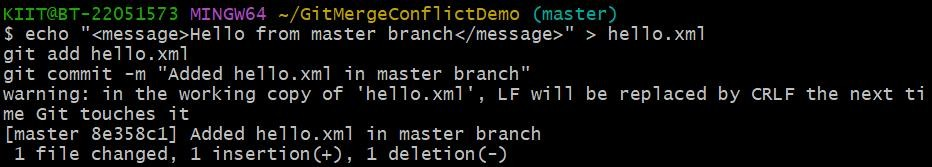 KIIT@BT-22051573 MINGW64 ~/GitMergeConflictDemo (master)
$ echo "<message>Hello from master branch</message>" > hello.xml
git add hello.xml
git commit -m "Added hello.xml in master branch"
warning: in the working copy of 'hello.xml', LF will be replaced by CRLF the next ti
me Git touches it
[master 8e358c1] Added hello.xml in master branch
 1 file changed, 1 insertion(+), 1 deletion(-)